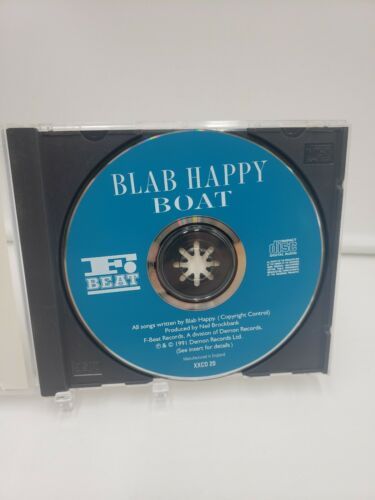 BLAB HAPPY
BOAT
F.
BEAT
COMPACT
disc
DIGITAL AUDIO
All songs written by Blab Happy. (Copyright Control)
Produced by Neil Brockbank
F-Beat Records. A division of Demon Records.
℗ & © 1991 Demon Records Ltd.
(See insert for details.)
Manufactured in England
XXCD 29